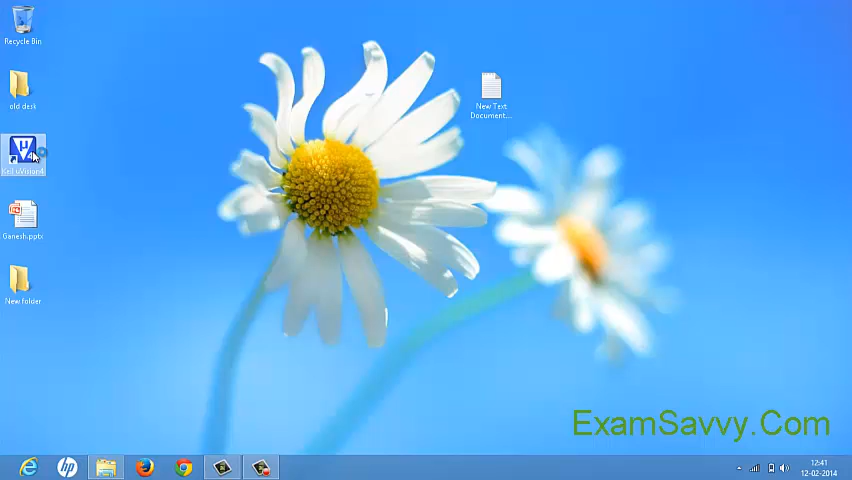 Recycle Bin
old desk
Keil uVision4
Ganesh.pptx
New folder
New Text
Document,...
ExamSavvy.Com
hp
12:41
12-02-2014